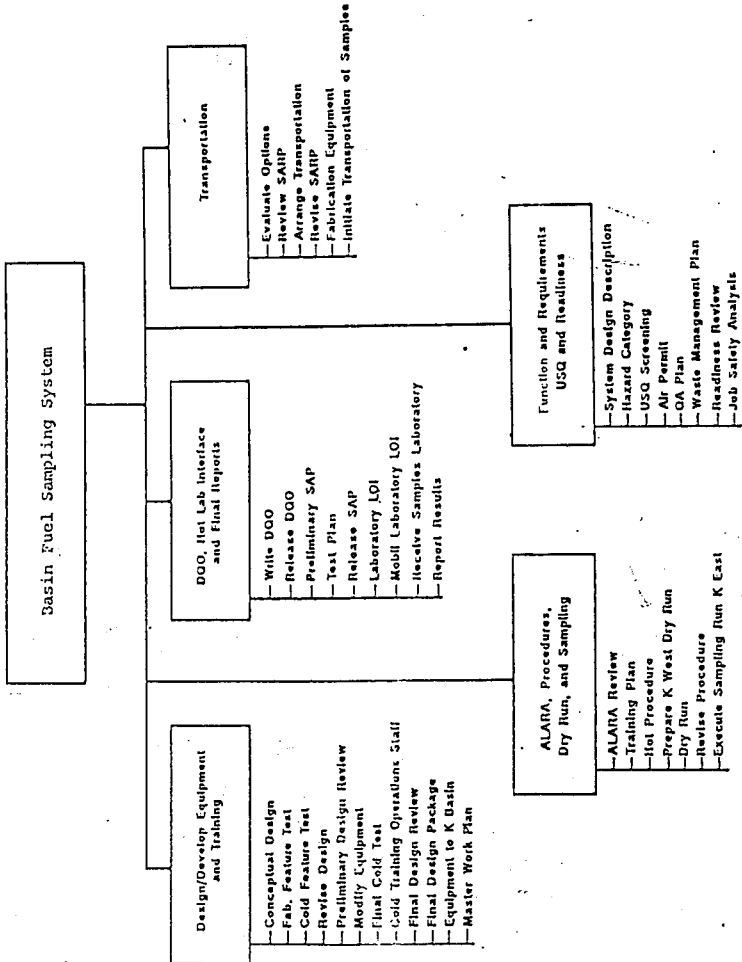 Basin Fuel Sampling System
Design/Develop Equipment
and Training
Conceptual Design
Fab. Feature Test
Cold Feature Test
Revise Design
Preliminary Design Review
Modify Equipment
Final Cold Test
Cold Training Operations Staff
Final Design Review
Final Design Package
Equipment to K Basin
Master Work Plan
DQO, Hot Lab Interface
and Final Reports
Write DQO
Release DQO
Preliminary SAP
Test Plan
Release SAP
Laboratory LOI
Mobil Laboratory LOI
Receive Samples Laboratory
Report Results
Transportation
Evaluate Options
Review SARP
Arrange Transportation
Revise SARP
Fabrication Equipment
Initiate Transportation of Samples
ALARA, Procedures,
Dry Run, and Sampling
ALARA Review
Training Plan
Hot Procedure
Prepare K West Dry Run
Dry Run
Revise Procedure
Execute Sampling Run K East
Function and Requirements
USQ and Readiness
System Design Description
Hazard Category
USQ Screening
Air Permit
QA Plan
Waste Management Plan
Readiness Review
Job Safety Analysis